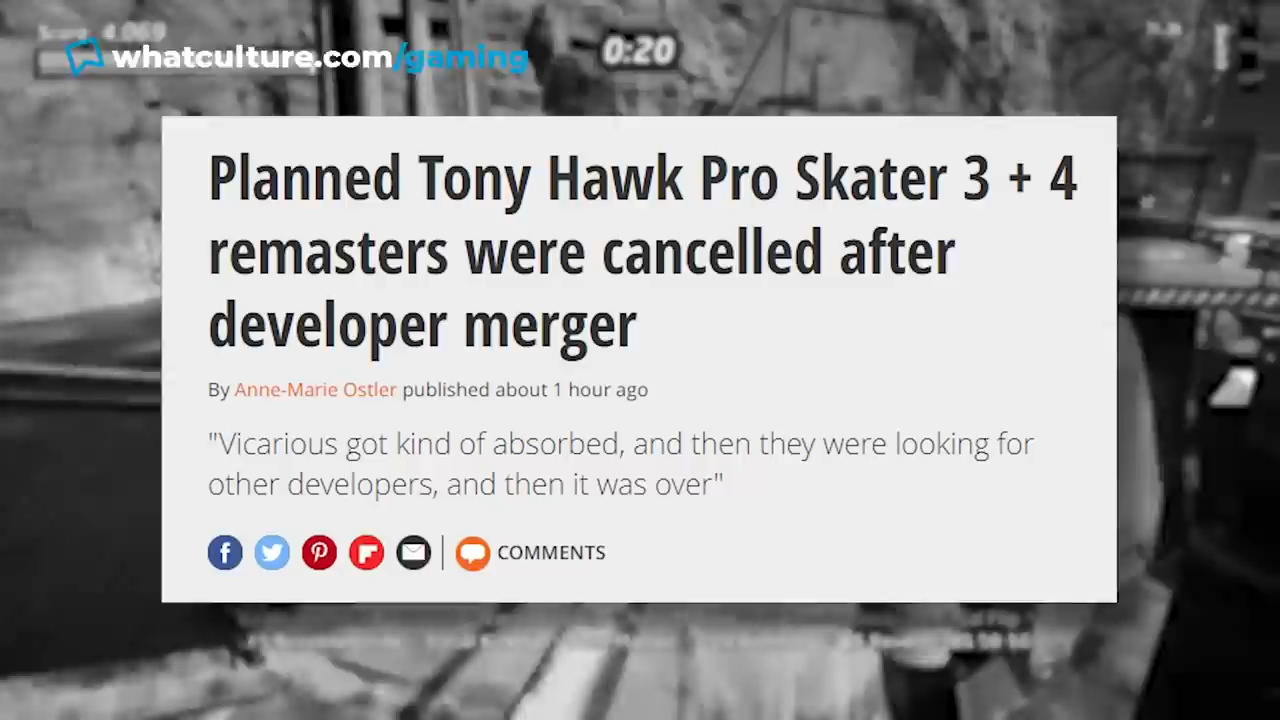 whatculture.com/gaming
0:20
Planned Tony Hawk Pro Skater 3 + 4
remasters were cancelled after
developer merger
By Anne-Marie Ostler published about 1 hour ago
"Vicarious got kind of absorbed, and then they were looking for
other developers, and then it was over"
COMMENTS